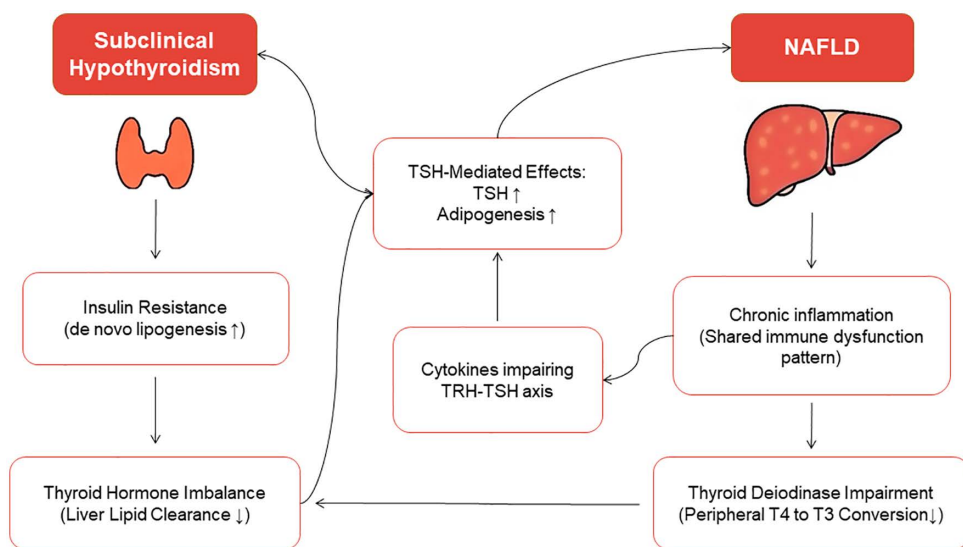 Subclinical
Hypothyroidism
NAFLD
TSH-Mediated Effects:
TSH ↑
Adipogenesis ↑
Insulin Resistance
(de novo lipogenesis ↑)
Cytokines impairing
TRH-TSH axis
Chronic inflammation
(Shared immune dysfunction
pattern)
Thyroid Hormone Imbalance
(Liver Lipid Clearance ↓)
Thyroid Deiodinase Impairment
(Peripheral T4 to T3 Conversion↓)